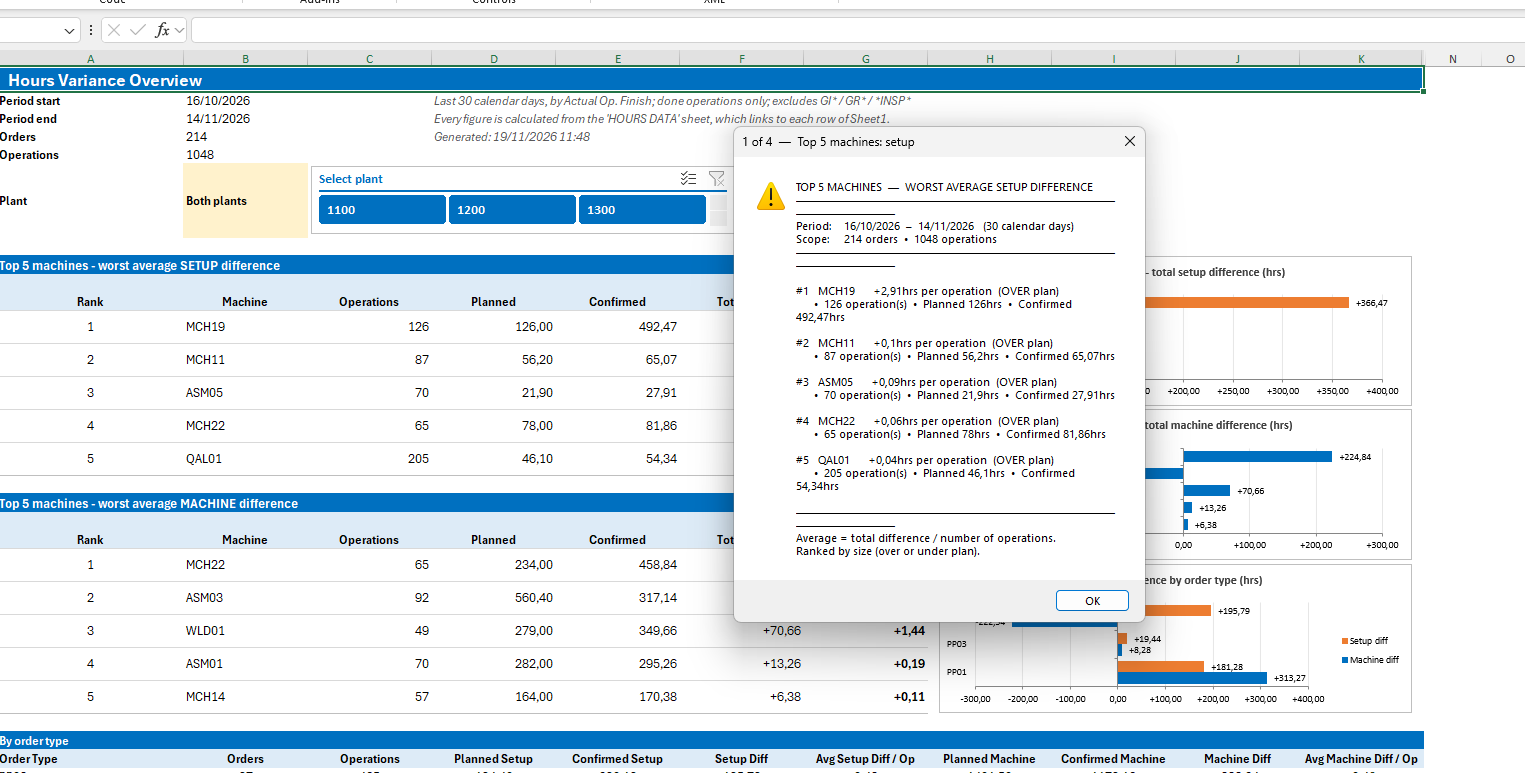 Code Add-ins Controls XML
fx
A B C D E F G H I J K N O
Hours Variance Overview
Period start 16/10/2026 Last 30 calendar days, by Actual Op. Finish; done operations only; excludes GI* / GR* / *INSP*
Period end 14/11/2026 Every figure is calculated from the 'HOURS DATA' sheet, which links to each row of Sheet1.
Orders 214 Generated: 19/11/2026 11:48
Operations 1048
Plant Both plants
Select plant
1100 1200 1300
Top 5 machines - worst average SETUP difference
Rank Machine Operations Planned Confirmed
1 MCH19 126 126,00 492,47
2 MCH11 87 56,20 65,07
3 ASM05 70 21,90 27,91
4 MCH22 65 78,00 81,86
5 QAL01 205 46,10 54,34
Top 5 machines - worst average MACHINE difference
Rank Machine Operations Planned Confirmed
1 MCH22 65 234,00 458,84
2 ASM03 92 560,40 317,14
3 WLD01 49 279,00 349,66 +70,66 +1,44
4 ASM01 70 282,00 295,26 +13,26 +0,19
5 MCH14 57 164,00 170,38 +6,38 +0,11
By order type
Order Type Orders Operations Planned Setup Confirmed Setup Setup Diff Avg Setup Diff / Op Planned Machine Confirmed Machine Machine Diff Avg Machine Diff / Op
1 of 4 — Top 5 machines: setup
TOP 5 MACHINES — WORST AVERAGE SETUP DIFFERENCE
Period: 16/10/2026 – 14/11/2026 (30 calendar days)
Scope: 214 orders • 1048 operations
#1 MCH19 +2,91hrs per operation (OVER plan)
• 126 operation(s) • Planned 126hrs • Confirmed
492,47hrs
#2 MCH11 +0,1hrs per operation (OVER plan)
• 87 operation(s) • Planned 56,2hrs • Confirmed 65,07hrs
#3 ASM05 +0,09hrs per operation (OVER plan)
• 70 operation(s) • Planned 21,9hrs • Confirmed 27,91hrs
#4 MCH22 +0,06hrs per operation (OVER plan)
• 65 operation(s) • Planned 78hrs • Confirmed 81,86hrs
#5 QAL01 +0,04hrs per operation (OVER plan)
• 205 operation(s) • Planned 46,1hrs • Confirmed
54,34hrs
Average = total difference / number of operations.
Ranked by size (over or under plan).
OK
- total setup difference (hrs)
+366,47
+200,00 +250,00 +300,00 +350,00 +400,00
total machine difference (hrs)
+224,84
+70,66
+13,26
+6,38
0,00 +100,00 +200,00 +300,00
by order type (hrs)
+195,79
PP03 +19,44
+8,28
Setup diff
Machine diff
PP01 +181,28
+313,27
-300,00 -200,00 -100,00 0,00 +100,00 +200,00 +300,00 +400,00